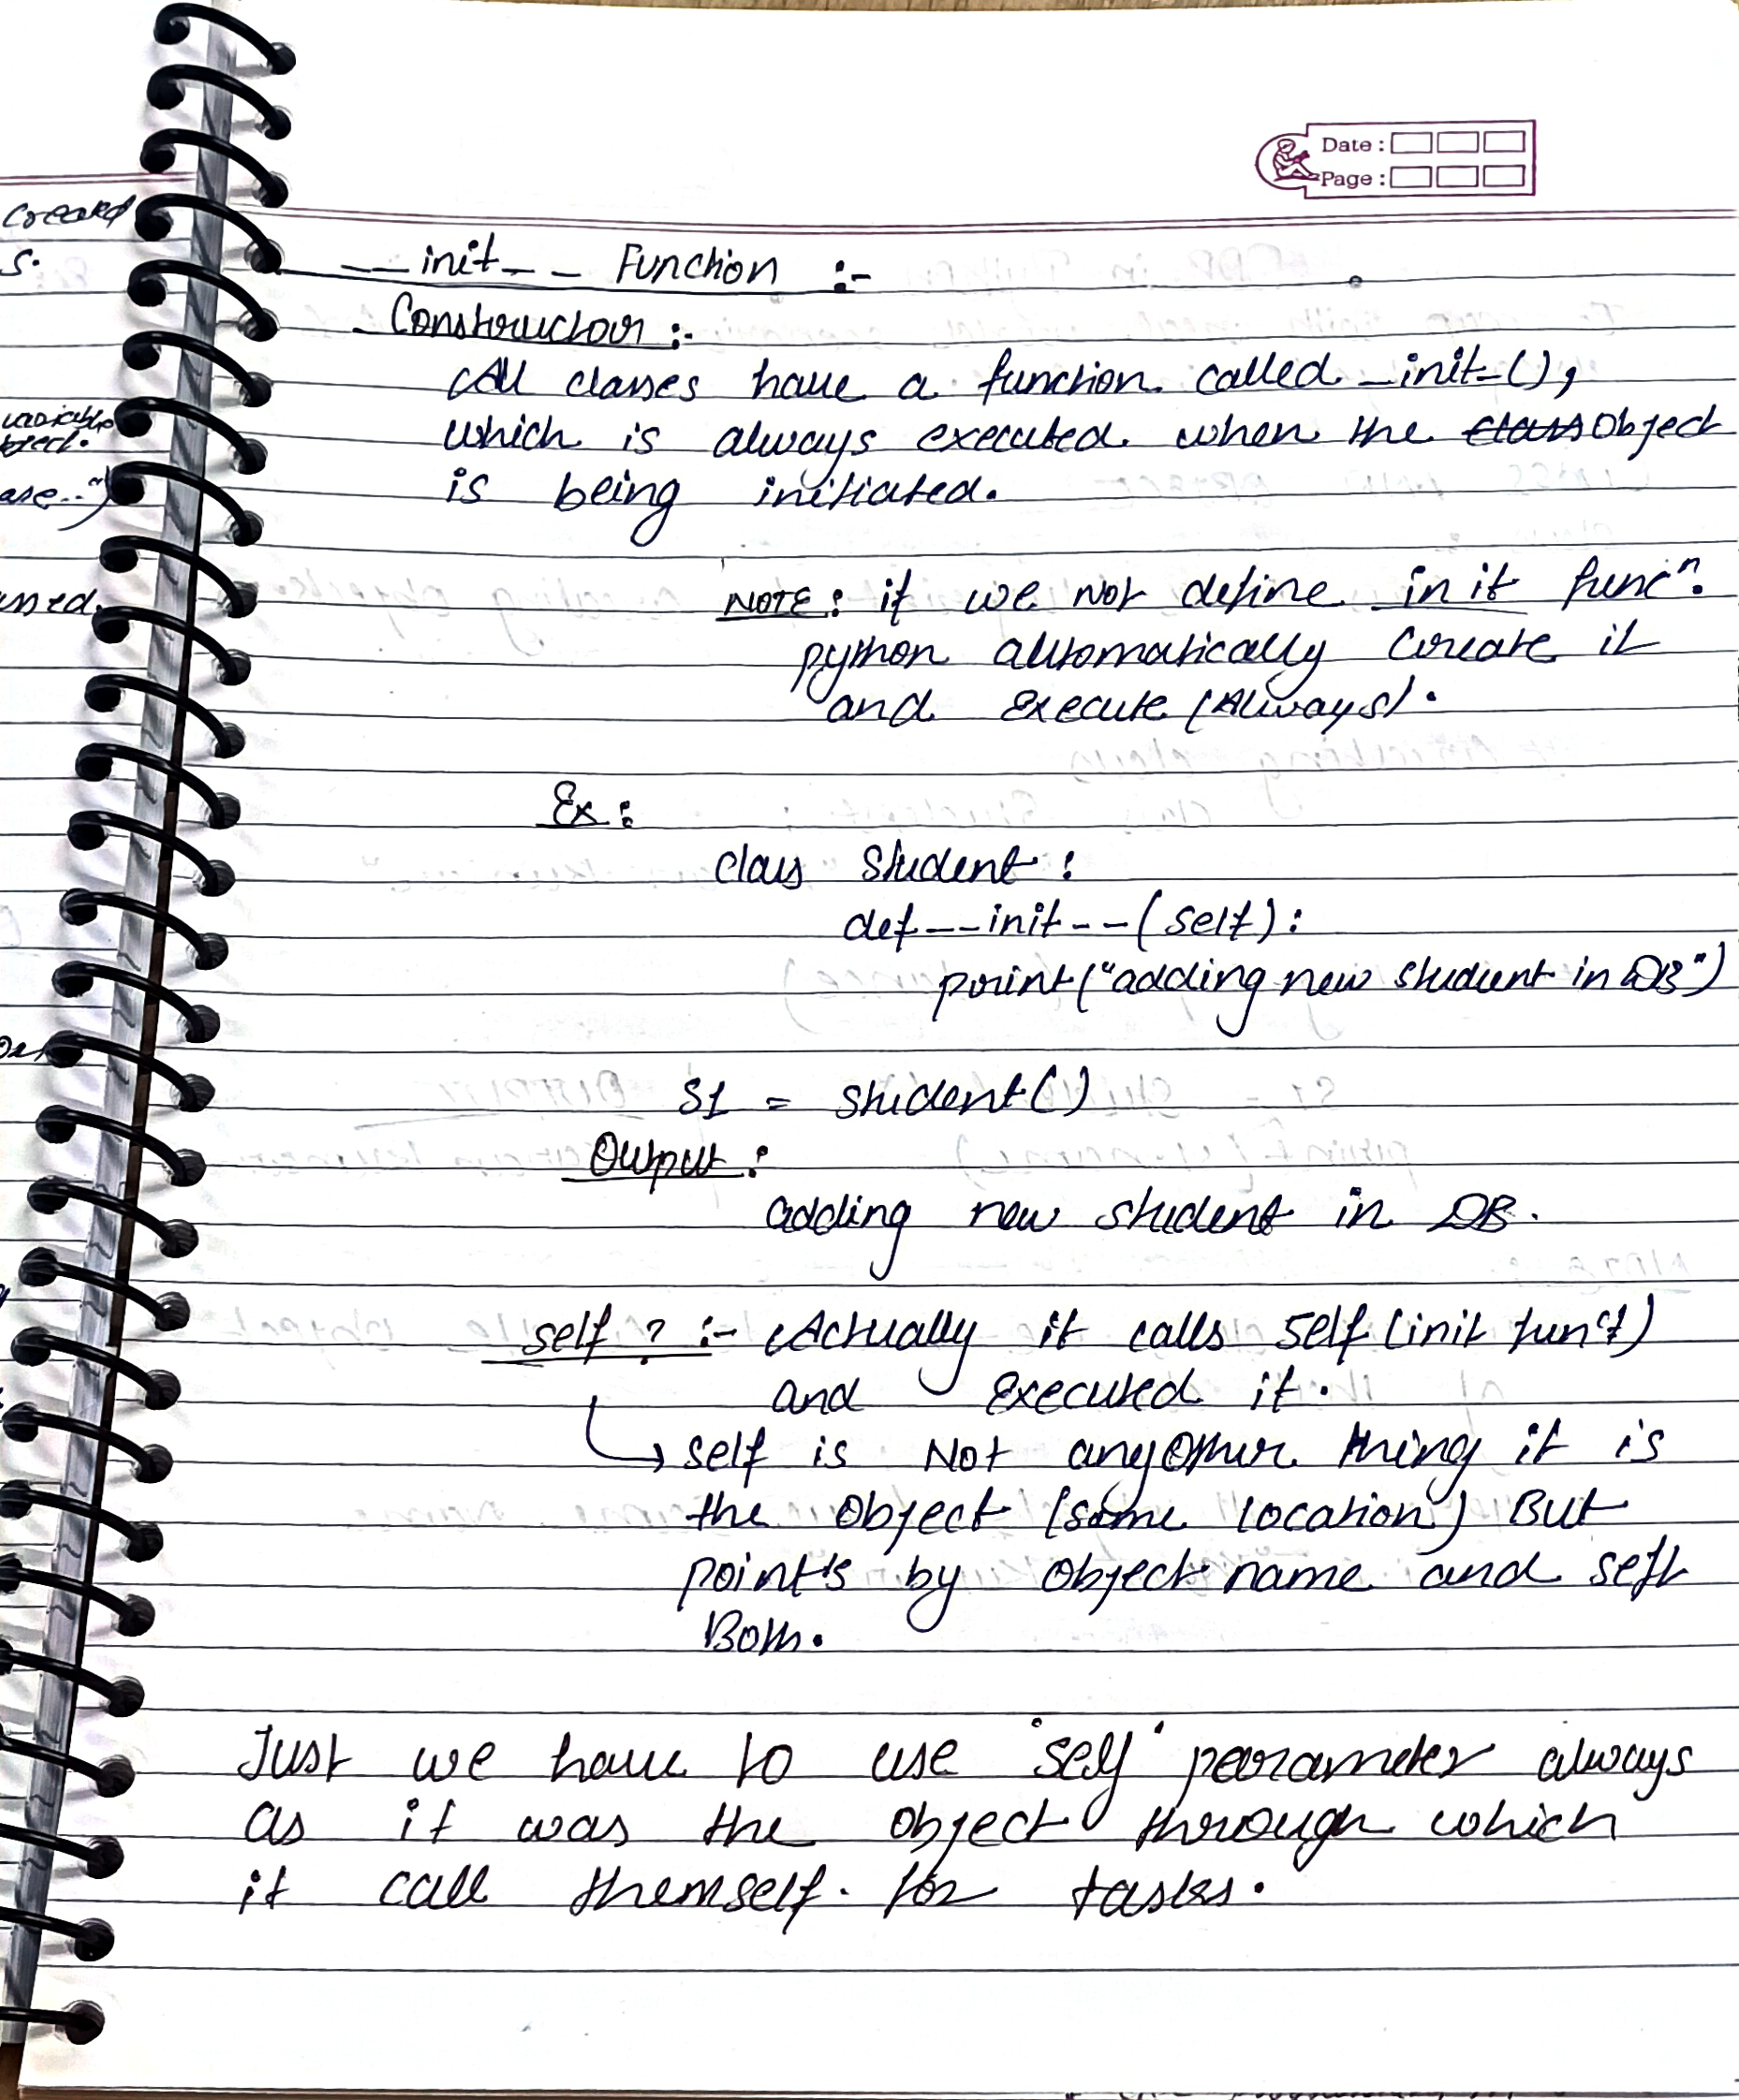 Date :
Page :
created
s.
__init__ Function :-
Constructor :-
All classes have a function called _init_(),
which is always executed when the class Object
is being initiated.
NOTE : if we not define init funcⁿ.
python automatically Create it
and Execute (Always).
Ex :
class Student :
def __init__(self) :
print("adding new student in DB")
S1 = student()
Output :
adding new student in DB.
self ? :- Actually it calls self (init fun't)
and Executed it.
→ self is Not anyother thing it is
the Object (same location) But
point's by Object name and self
Both.
Just we have to use 'self' parameter always
as it was the object through which
it call themself. for tasks.